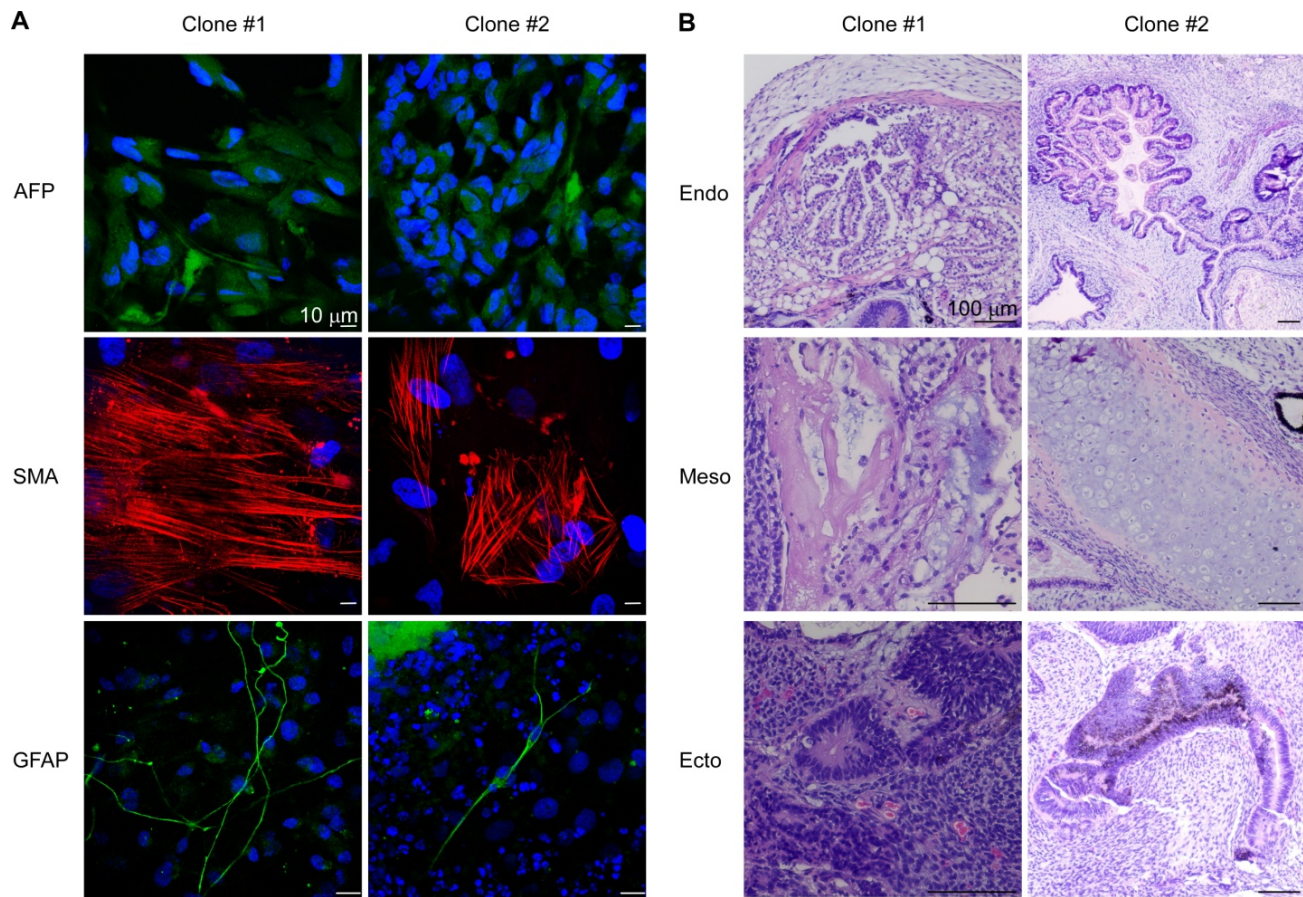 A
Clone #1
Clone #2
B
Clone #1
Clone #2
AFP
10 μm
Endo
100 μm
SMA
Meso
GFAP
Ecto